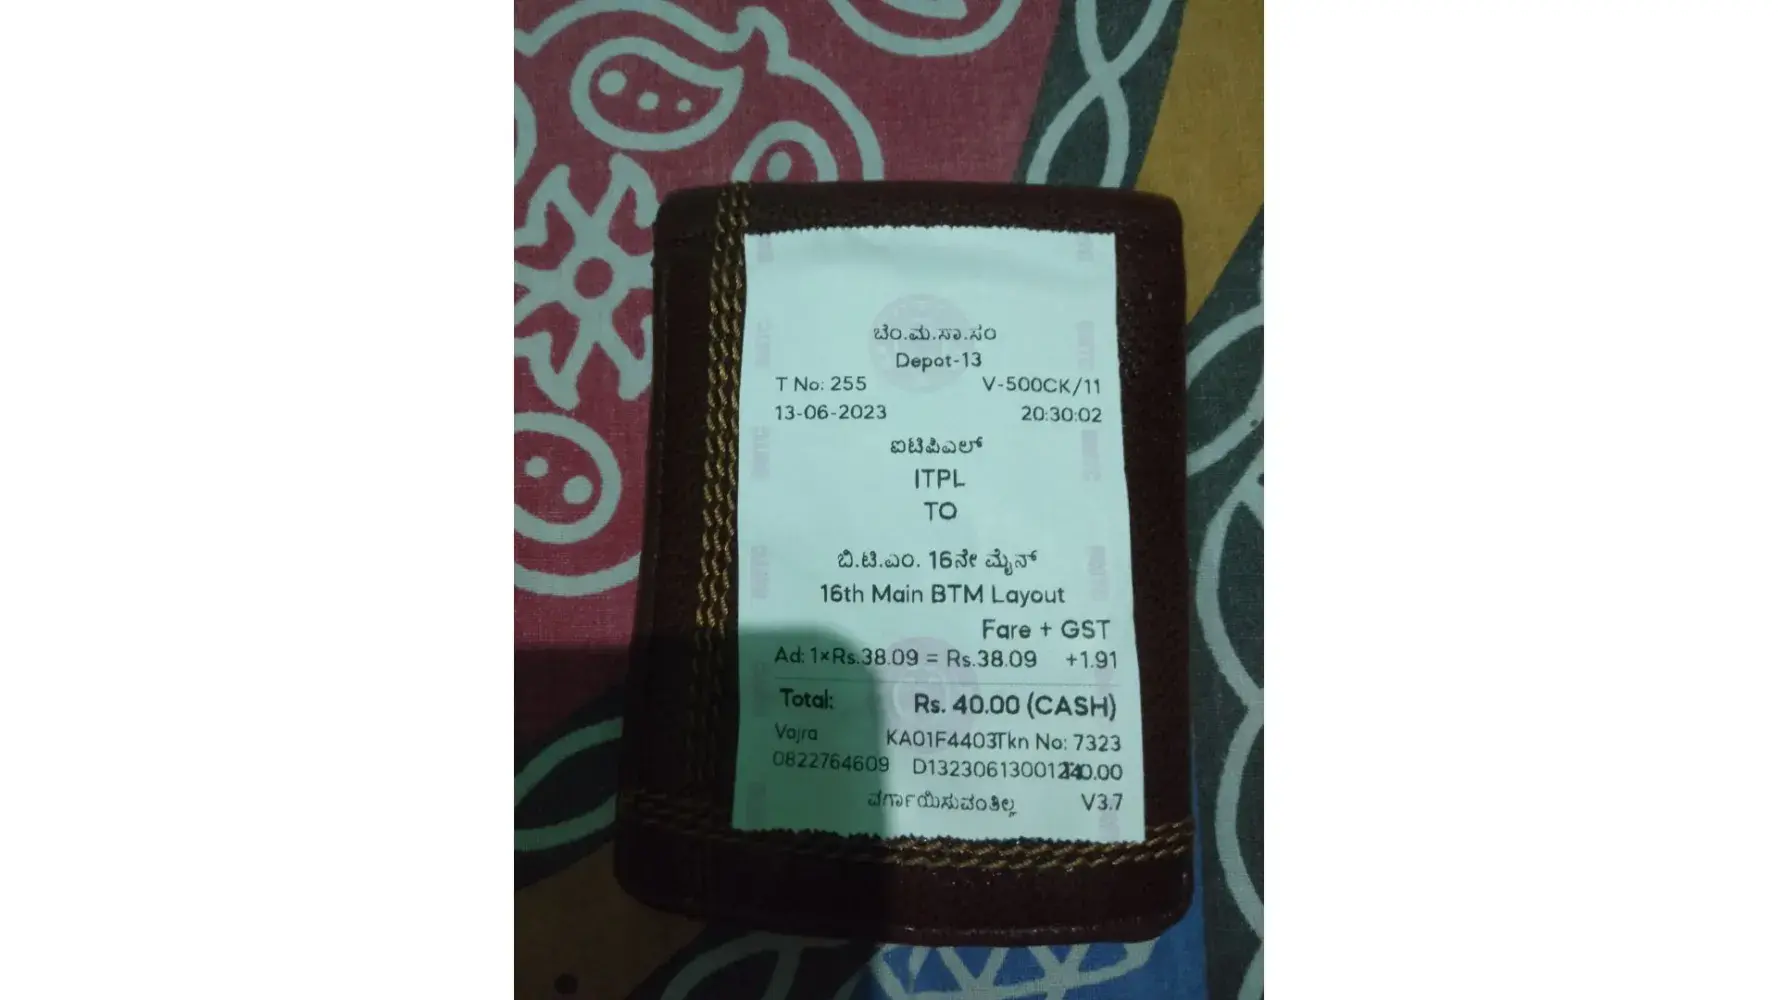 ಬೆಂ.ಮ.ಸಾ.ಸಂ
Depot-13
T No: 255 V-500CK/11
13-06-2023 20:30:02
ಐಟಿಪಿಎಲ್
ITPL
TO
ಬಿ.ಟಿ.ಎಂ. 16ನೇ ಮೈನ್
16th Main BTM Layout
Fare + GST
Ad: 1×Rs.38.09 = Rs.38.09 +1.91
Total: Rs. 40.00 (CASH)
Vajra KA01F4403Tkn No: 7323
0822764609
ವರ್ಗಾಯಿಸುವಂತಿಲ್ಲ V3.7